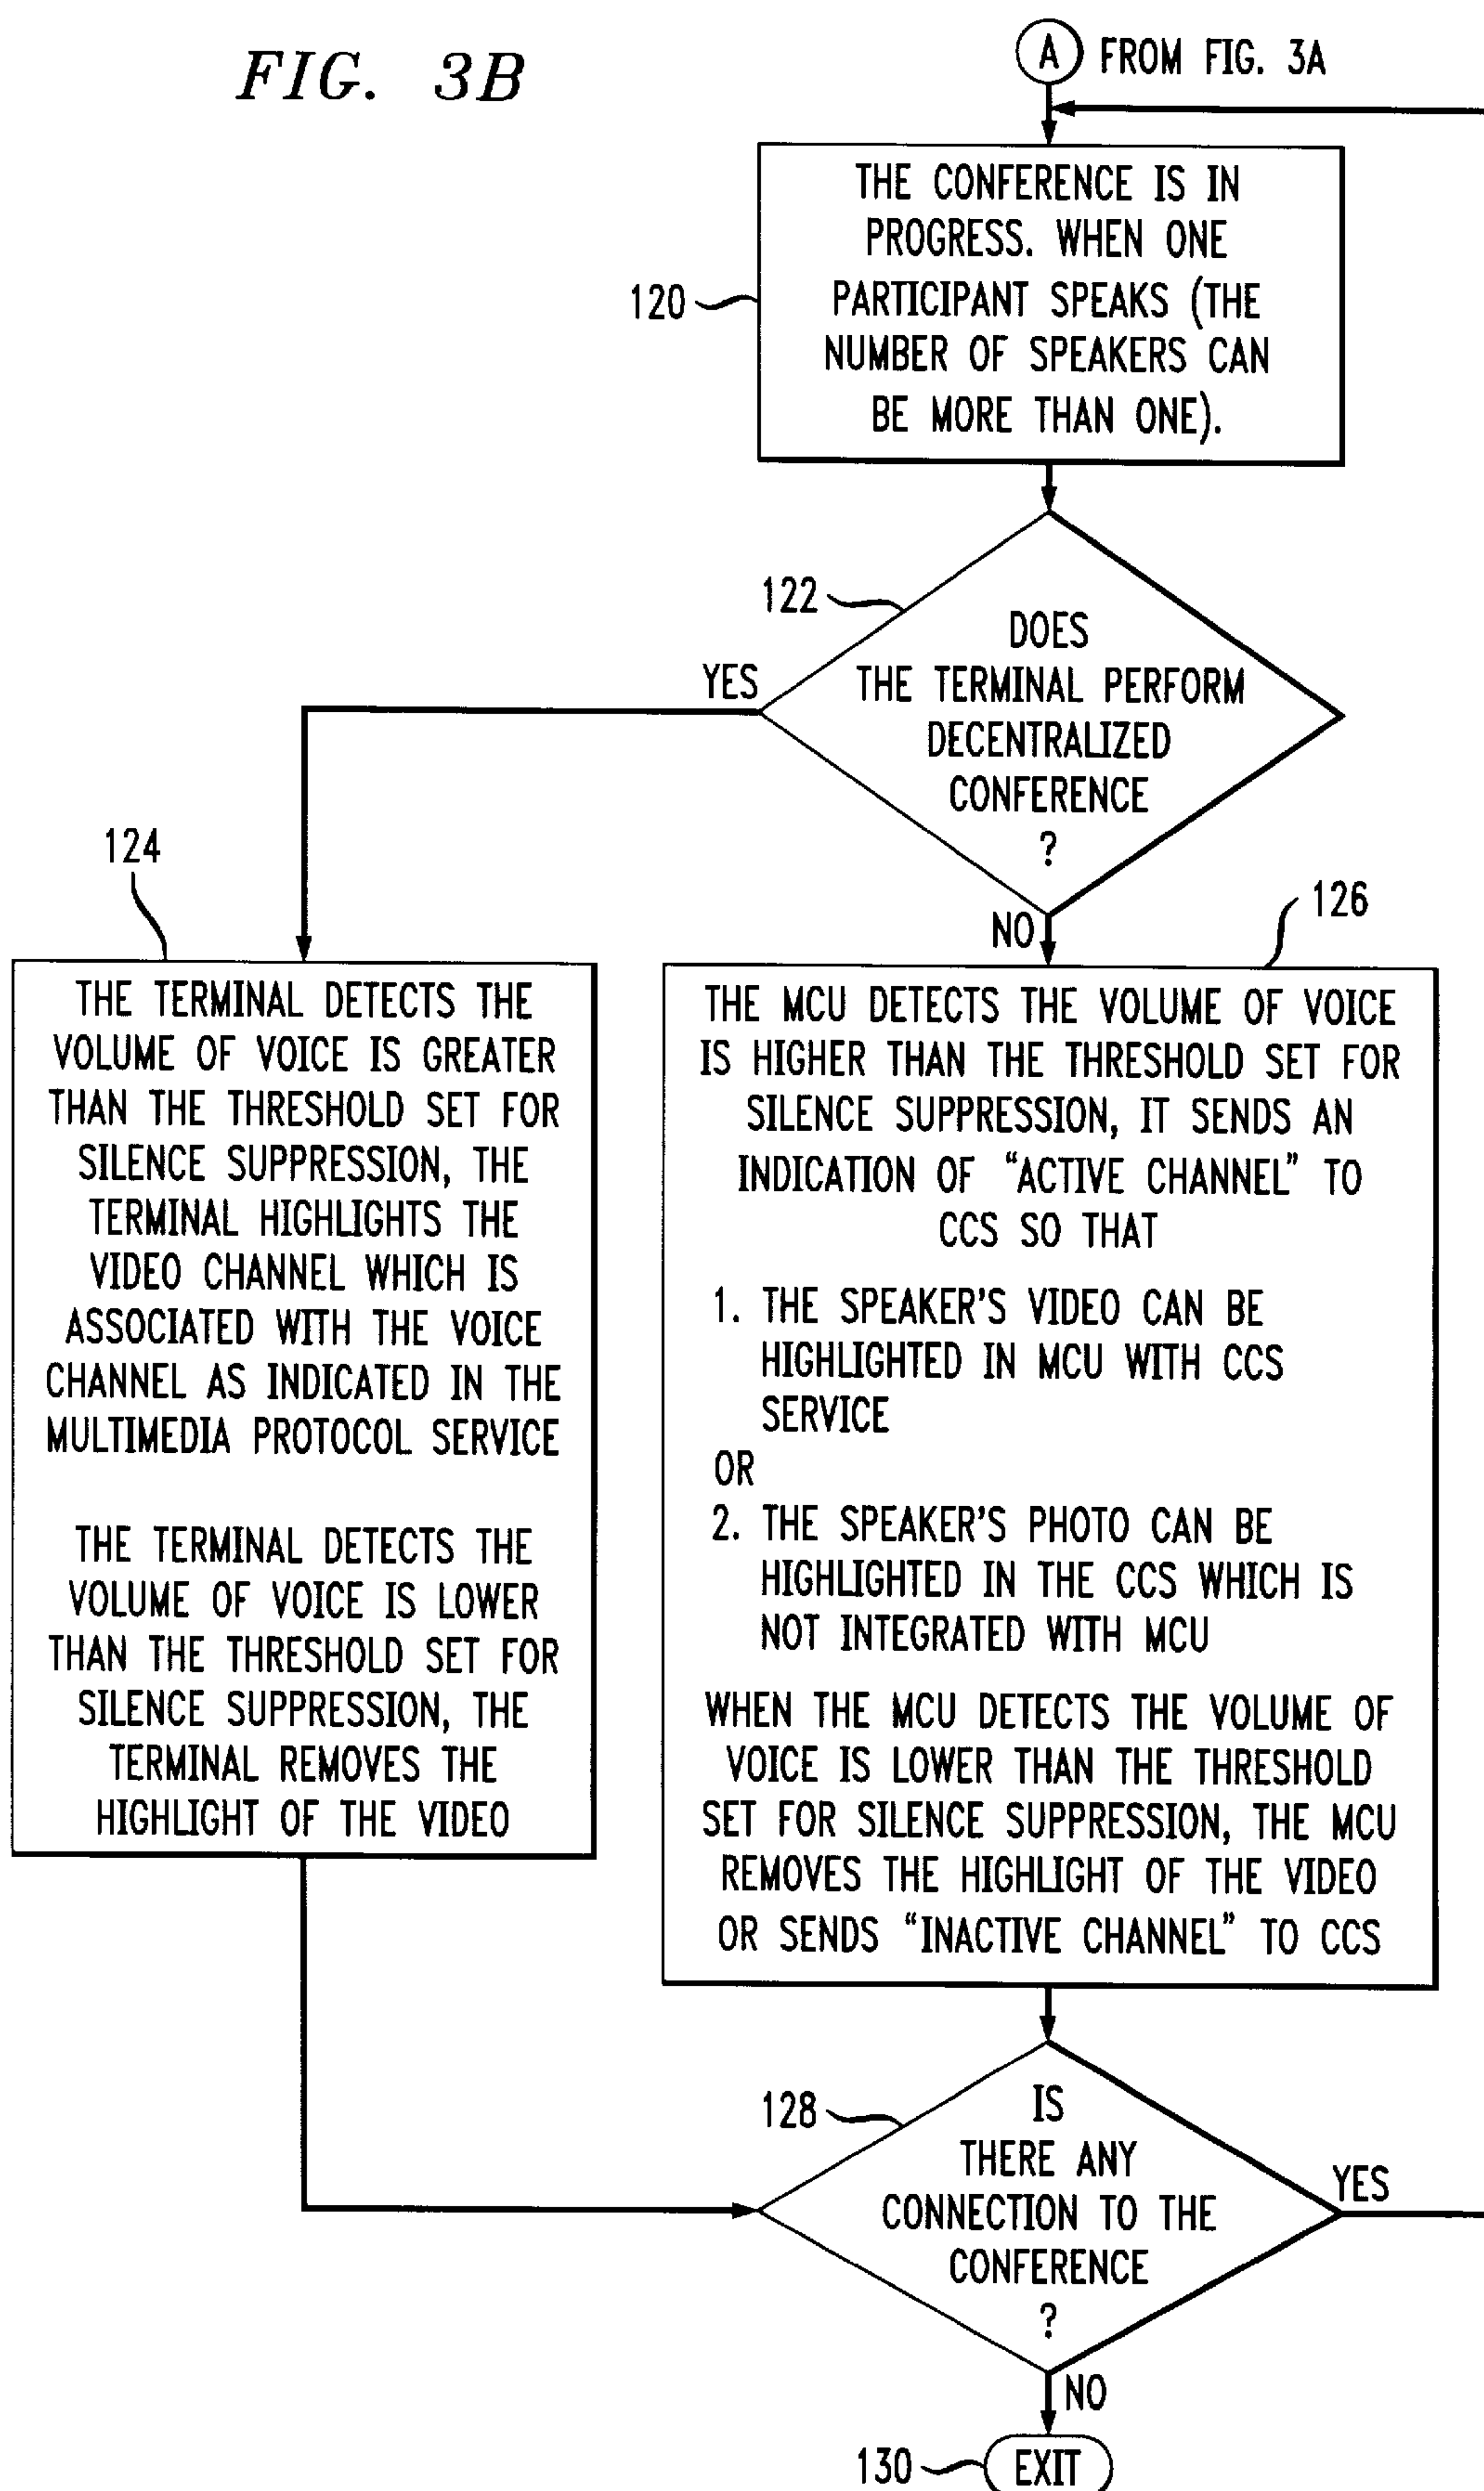 FIG. 3B
A FROM FIG. 3A
THE CONFERENCE IS IN
PROGRESS. WHEN ONE
PARTICIPANT SPEAKS (THE
NUMBER OF SPEAKERS CAN
BE MORE THAN ONE).
120
122
DOES
THE TERMINAL PERFORM
DECENTRALIZED
CONFERENCE
?
YES
NO
124
THE TERMINAL DETECTS THE
VOLUME OF VOICE IS GREATER
THAN THE THRESHOLD SET FOR
SILENCE SUPPRESSION, THE
TERMINAL HIGHLIGHTS THE
VIDEO CHANNEL WHICH IS
ASSOCIATED WITH THE VOICE
CHANNEL AS INDICATED IN THE
MULTIMEDIA PROTOCOL SERVICE
THE TERMINAL DETECTS THE
VOLUME OF VOICE IS LOWER
THAN THE THRESHOLD SET FOR
SILENCE SUPPRESSION, THE
TERMINAL REMOVES THE
HIGHLIGHT OF THE VIDEO
126
THE MCU DETECTS THE VOLUME OF VOICE
IS HIGHER THAN THE THRESHOLD SET FOR
SILENCE SUPPRESSION, IT SENDS AN
INDICATION OF “ACTIVE CHANNEL” TO
CCS SO THAT
1. THE SPEAKER'S VIDEO CAN BE
HIGHLIGHTED IN MCU WITH CCS
SERVICE
OR
2. THE SPEAKER'S PHOTO CAN BE
HIGHLIGHTED IN THE CCS WHICH IS
NOT INTEGRATED WITH MCU
WHEN THE MCU DETECTS THE VOLUME OF
VOICE IS LOWER THAN THE THRESHOLD
SET FOR SILENCE SUPPRESSION, THE MCU
REMOVES THE HIGHLIGHT OF THE VIDEO
OR SENDS “INACTIVE CHANNEL” TO CCS
128
IS
THERE ANY
CONNECTION TO THE
CONFERENCE
?
YES
NO
130
EXIT